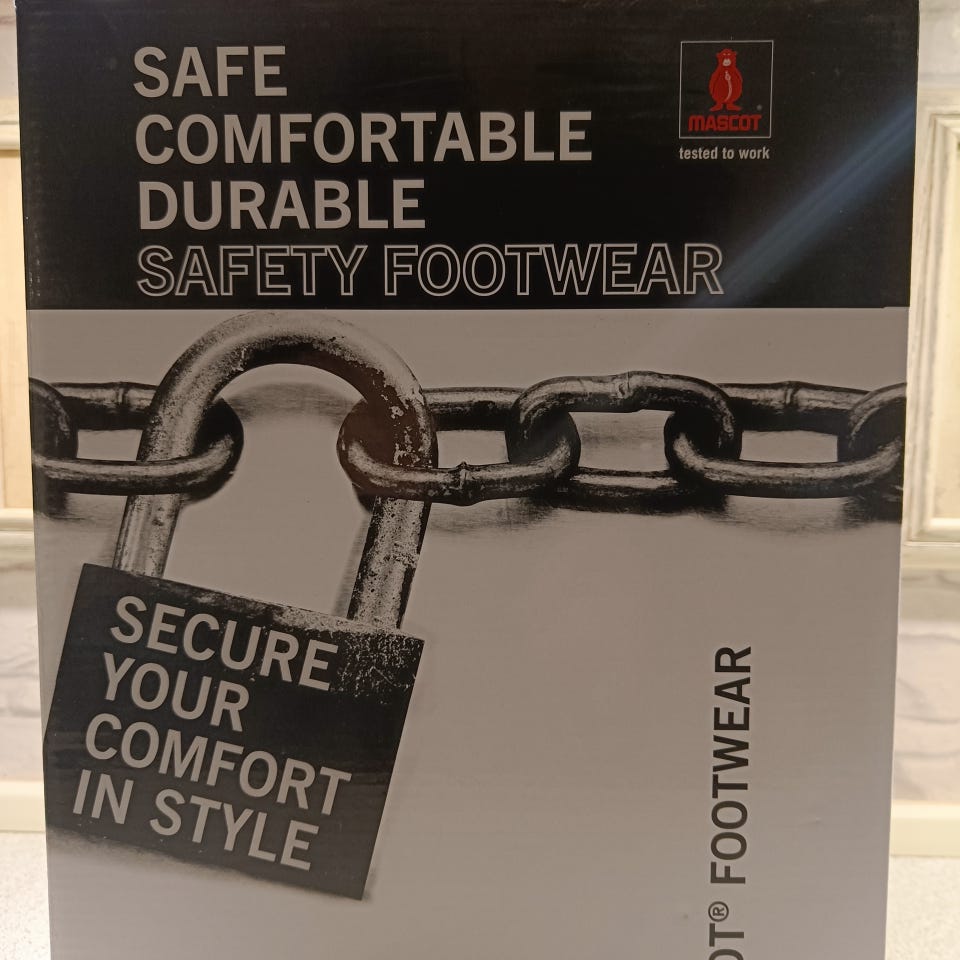 SAFE
COMFORTABLE
DURABLE
SAFETY FOOTWEAR
MASCOT®
tested to work
SECURE
YOUR
COMFORT
IN STYLE
OT® FOOTWEAR